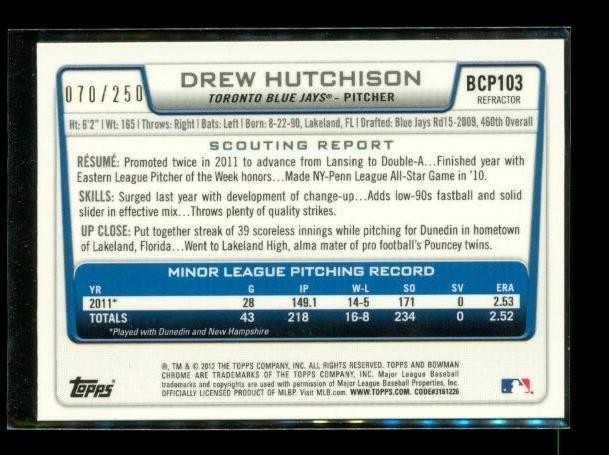 070/250
DREW HUTCHISON
TORONTO BLUE JAYS® - PITCHER
BCP103
REFRACTOR
Ht: 6'2" | Wt: 165 | Throws: Right | Bats: Left | Born: 8-22-90, Lakeland, FL | Drafted: Blue Jays Rd15-2009, 460th Overall
SCOUTING REPORT
RÉSUMÉ: Promoted twice in 2011 to advance from Lansing to Double-A...Finished year with
Eastern League Pitcher of the Week honors...Made NY-Penn League All-Star Game in '10.
SKILLS: Surged last year with development of change-up...Adds low-90s fastball and solid
slider in effective mix...Throws plenty of quality strikes.
UP CLOSE: Put together streak of 39 scoreless innings while pitching for Dunedin in hometown
of Lakeland, Florida...Went to Lakeland High, alma mater of pro football's Pouncey twins.
MINOR LEAGUE PITCHING RECORD
YR G IP W-L SO SV ERA
2011* 28 149.1 14-5 171 0 2.53
TOTALS 43 218 16-8 234 0 2.52
*Played with Dunedin and New Hampshire
®, TM & © 2012 THE TOPPS COMPANY, INC. ALL RIGHTS RESERVED. TOPPS AND BOWMAN
CHROME ARE TRADEMARKS OF THE TOPPS COMPANY, INC. Major League Baseball
trademarks and copyrights are used with permission of Major League Baseball Properties, Inc.
OFFICIALLY LICENSED PRODUCT OF MLBP. Visit MLB.com. WWW.TOPPS.COM. CODE#3161226
TOPPS